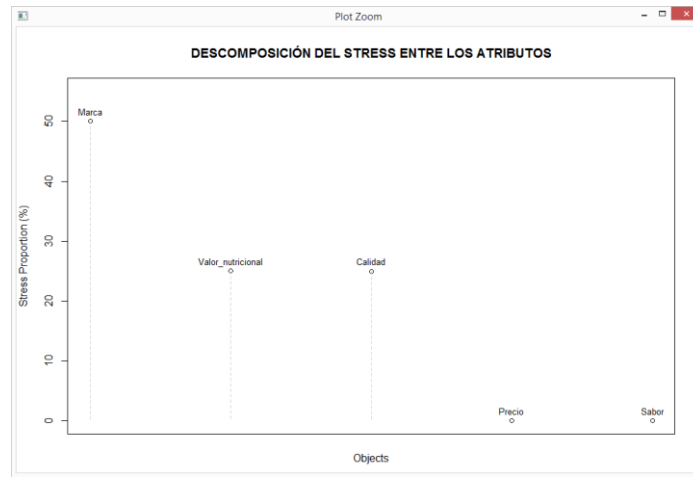 Plot Zoom
DESCOMPOSICIÓN DEL STRESS ENTRE LOS ATRIBUTOS
Stress Proportion (%)
50
40
30
20
10
0
Marca
Valor_nutricional
Calidad
Precio
Sabor
Objects